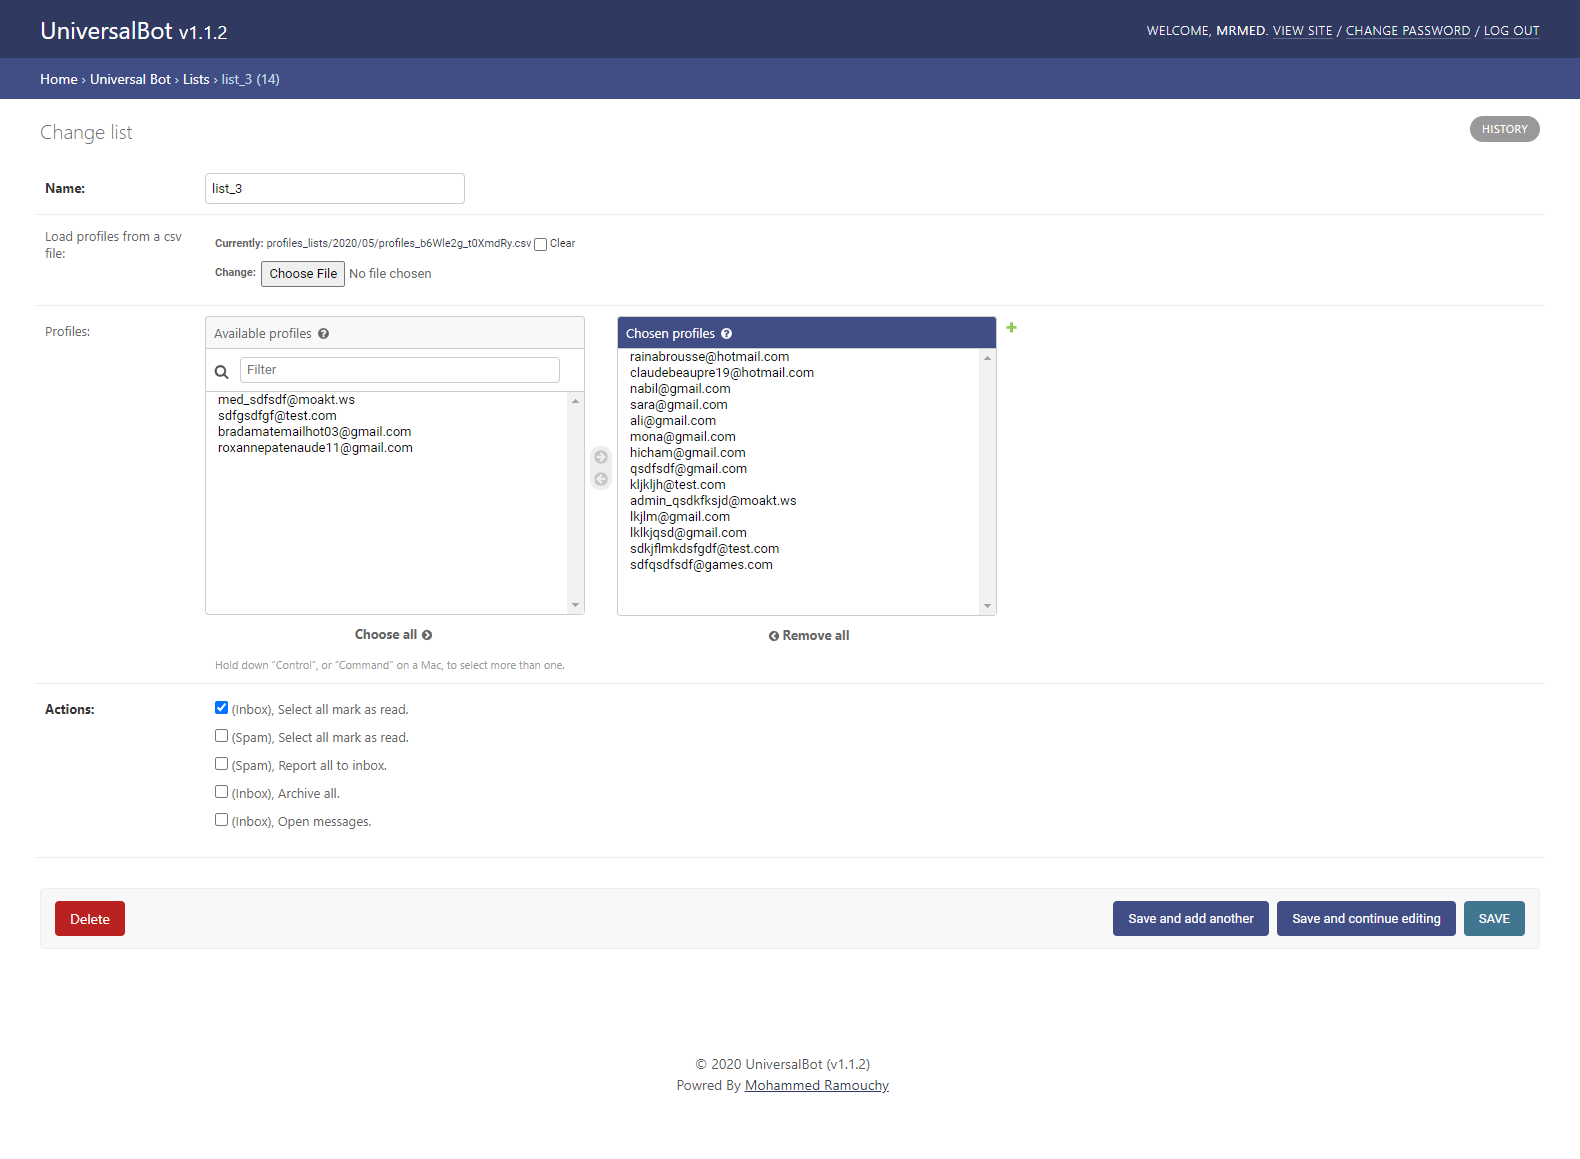 UniversalBot v1.1.2
WELCOME, MRMED. VIEW SITE / CHANGE PASSWORD / LOG OUT
Home › Universal Bot › Lists › list_3 (14)
Change list
HISTORY
Name:
list_3
Load profiles from a csv
file:
Currently: profiles_lists/2020/05/profiles_b6Wle2g_t0XmdRy.csv Clear
Change: Choose File No file chosen
Profiles:
Available profiles
Filter
med_sdfsdf@moakt.ws
sdfgsdfgf@test.com
bradamatemailhot03@gmail.com
roxannepatenaude11@gmail.com
Choose all
Chosen profiles
rainabrousse@hotmail.com
claudebeaupre19@hotmail.com
nabil@gmail.com
sara@gmail.com
ali@gmail.com
mona@gmail.com
hicham@gmail.com
qsdfsdf@gmail.com
kljkljh@test.com
admin_qsdkfksjd@moakt.ws
lkjlm@gmail.com
lklkjqsd@gmail.com
sdkjflmkdsfgdf@test.com
sdfqsdfsdf@games.com
Remove all
Hold down “Control”, or “Command” on a Mac, to select more than one.
Actions:
(Inbox), Select all mark as read.
(Spam), Select all mark as read.
(Spam), Report all to inbox.
(Inbox), Archive all.
(Inbox), Open messages.
Delete
Save and add another
Save and continue editing
SAVE
© 2020 UniversalBot (v1.1.2)
Powred By Mohammed Ramouchy